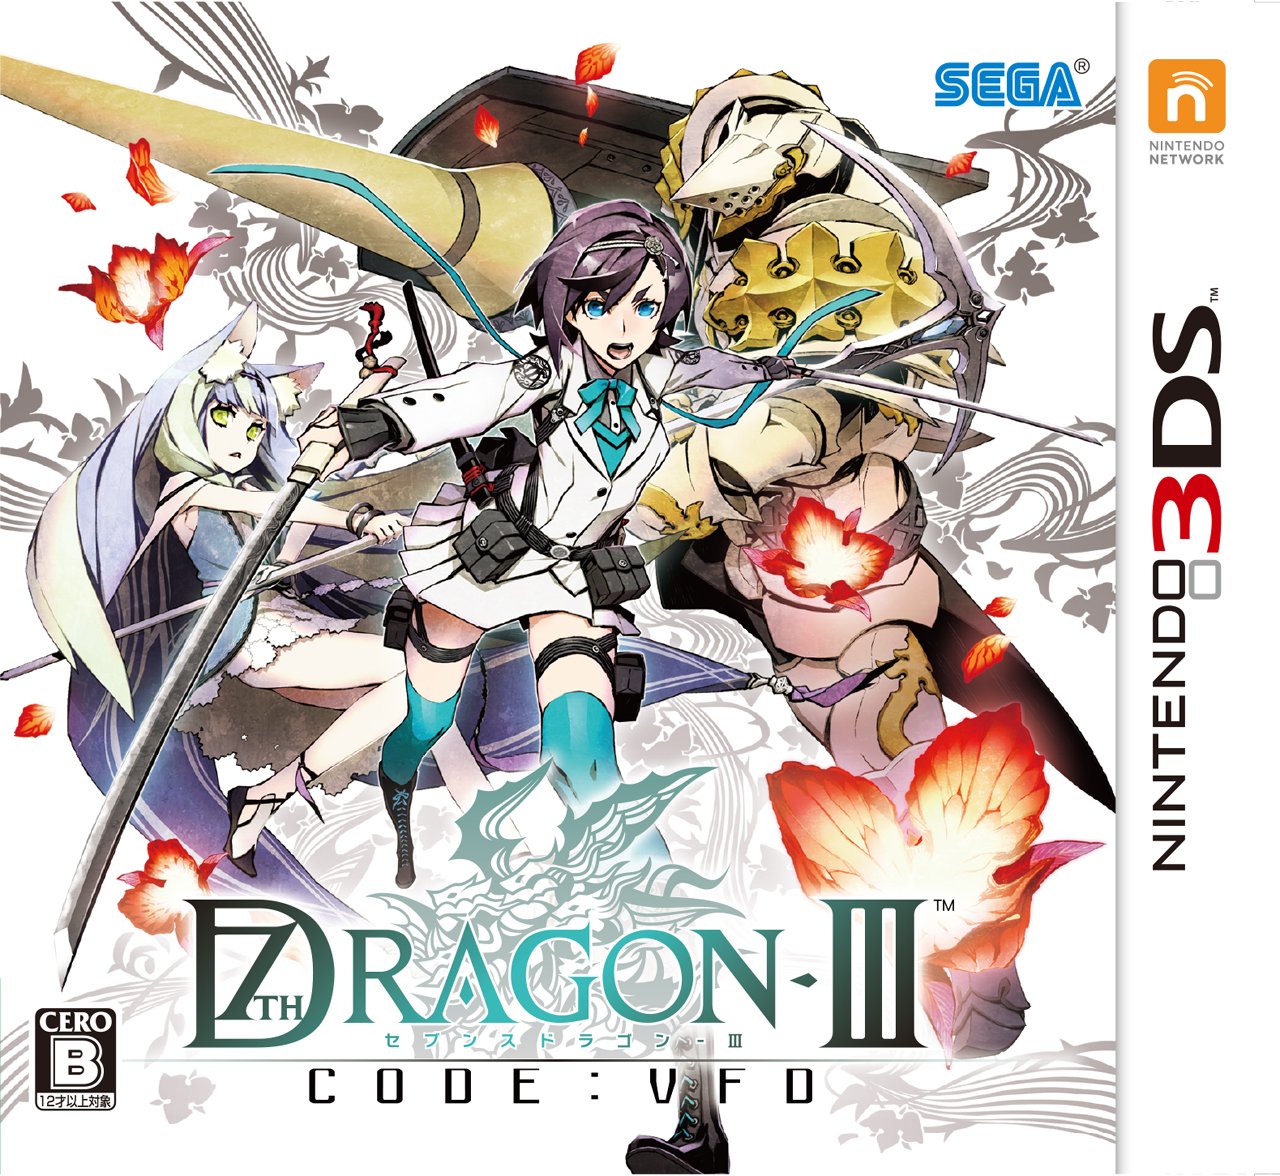 SEGA®
NINTENDO
NETWORK
NINTENDO 3DS™
7TH DRAGON-III™
セブンスドラゴン-Ⅲ
CODE:VFD
CERO
B
12才以上対象